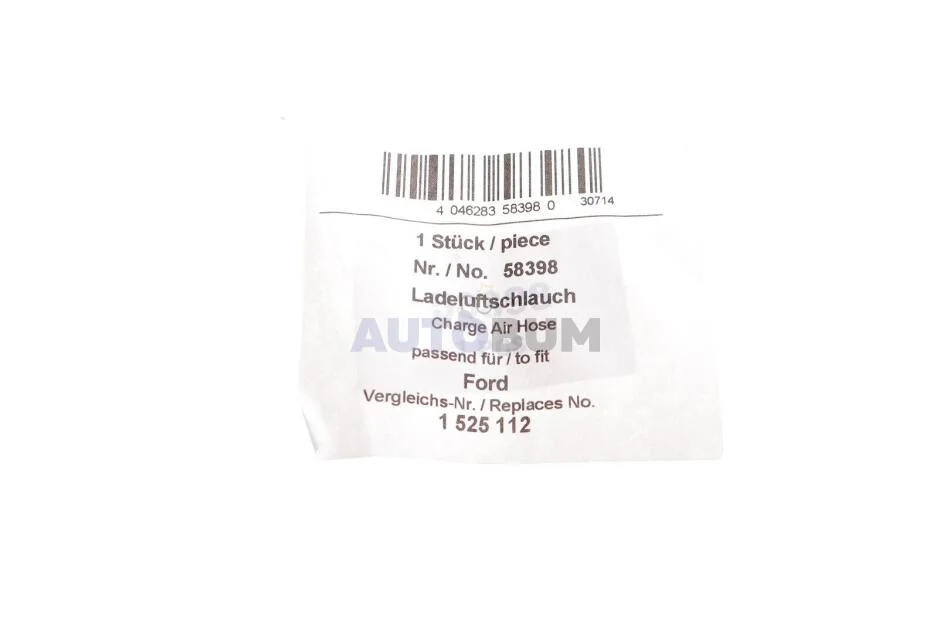 4 046283 58398 0 30714
1 Stück / piece
Nr. / No. 58398
Ladeluftschlauch
Charge Air Hose
AUTOBUM
passend für / to fit
Ford
Vergleichs-Nr. / Replaces No.
1 525 112